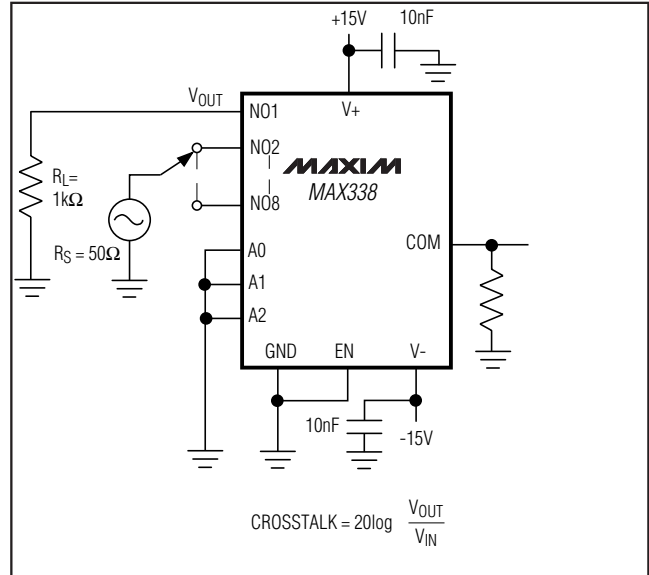 +15V 10nF
V+
VOUT
NO1
NO2
NO8
RL=
1kΩ
RS = 50Ω
MAXIM
MAX338
COM
A0
A1
A2
GND EN V-
10nF
-15V
CROSSTALK = 20log VOUT
VIN